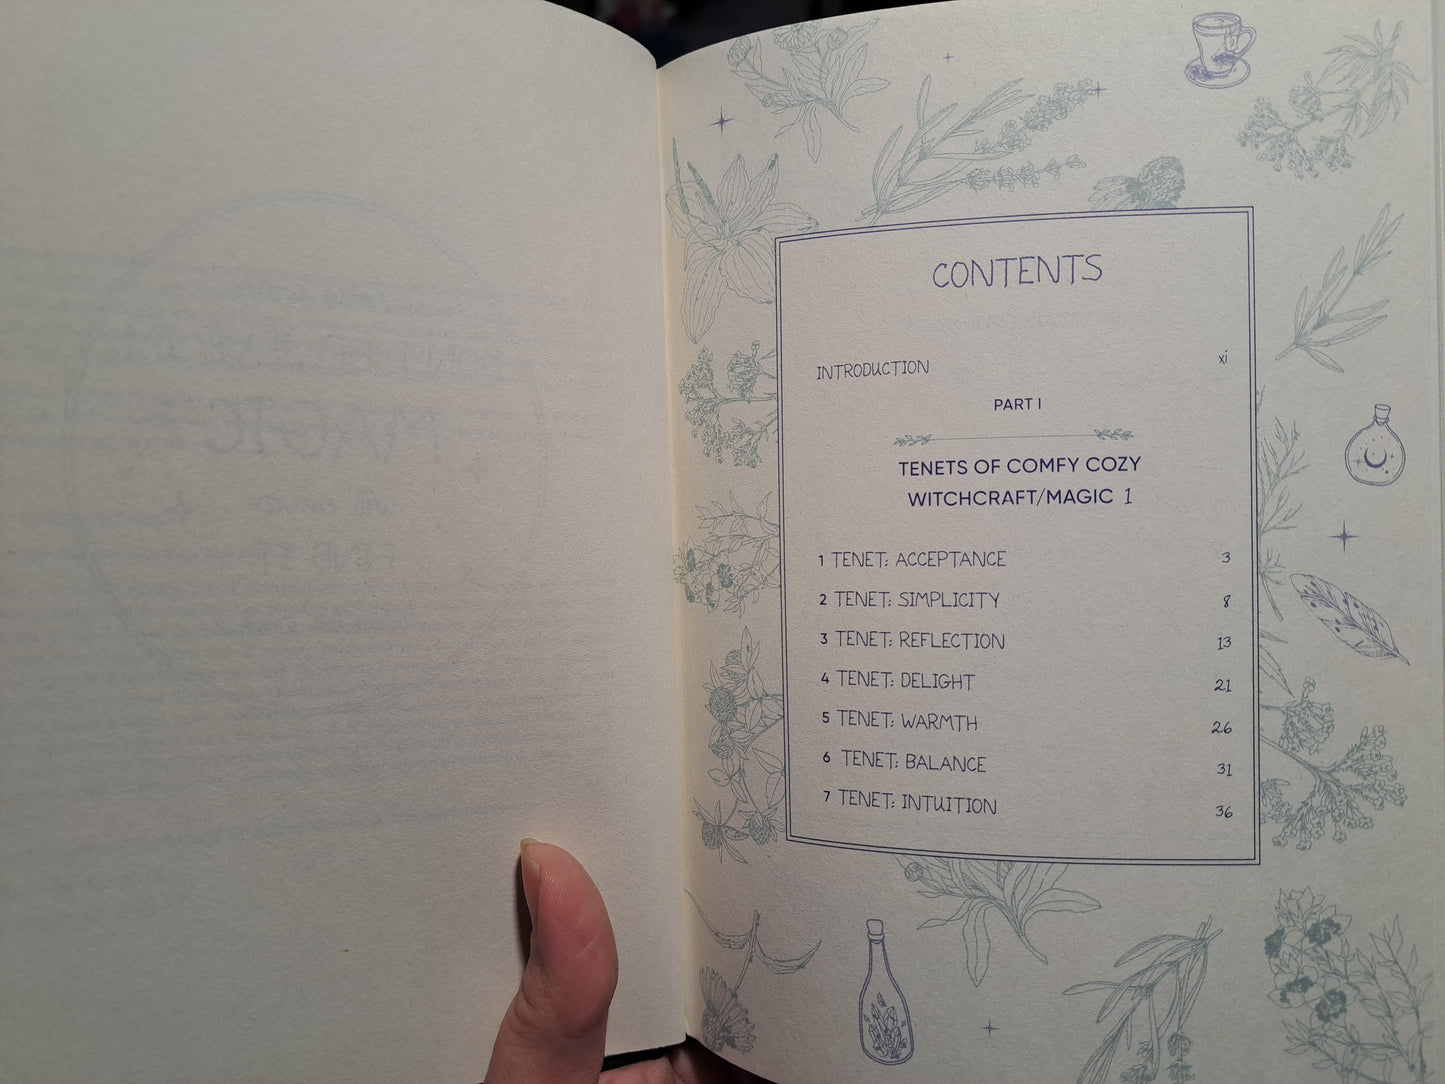 CONTENTS
INTRODUCTION xi
PART I
TENETS OF COMFY COZY
WITCHCRAFT/MAGIC 1
1 TENET: ACCEPTANCE 3
2 TENET: SIMPLICITY 8
3 TENET: REFLECTION 13
4 TENET: DELIGHT 21
5 TENET: WARMTH 26
6 TENET: BALANCE 31
7 TENET: INTUITION 36